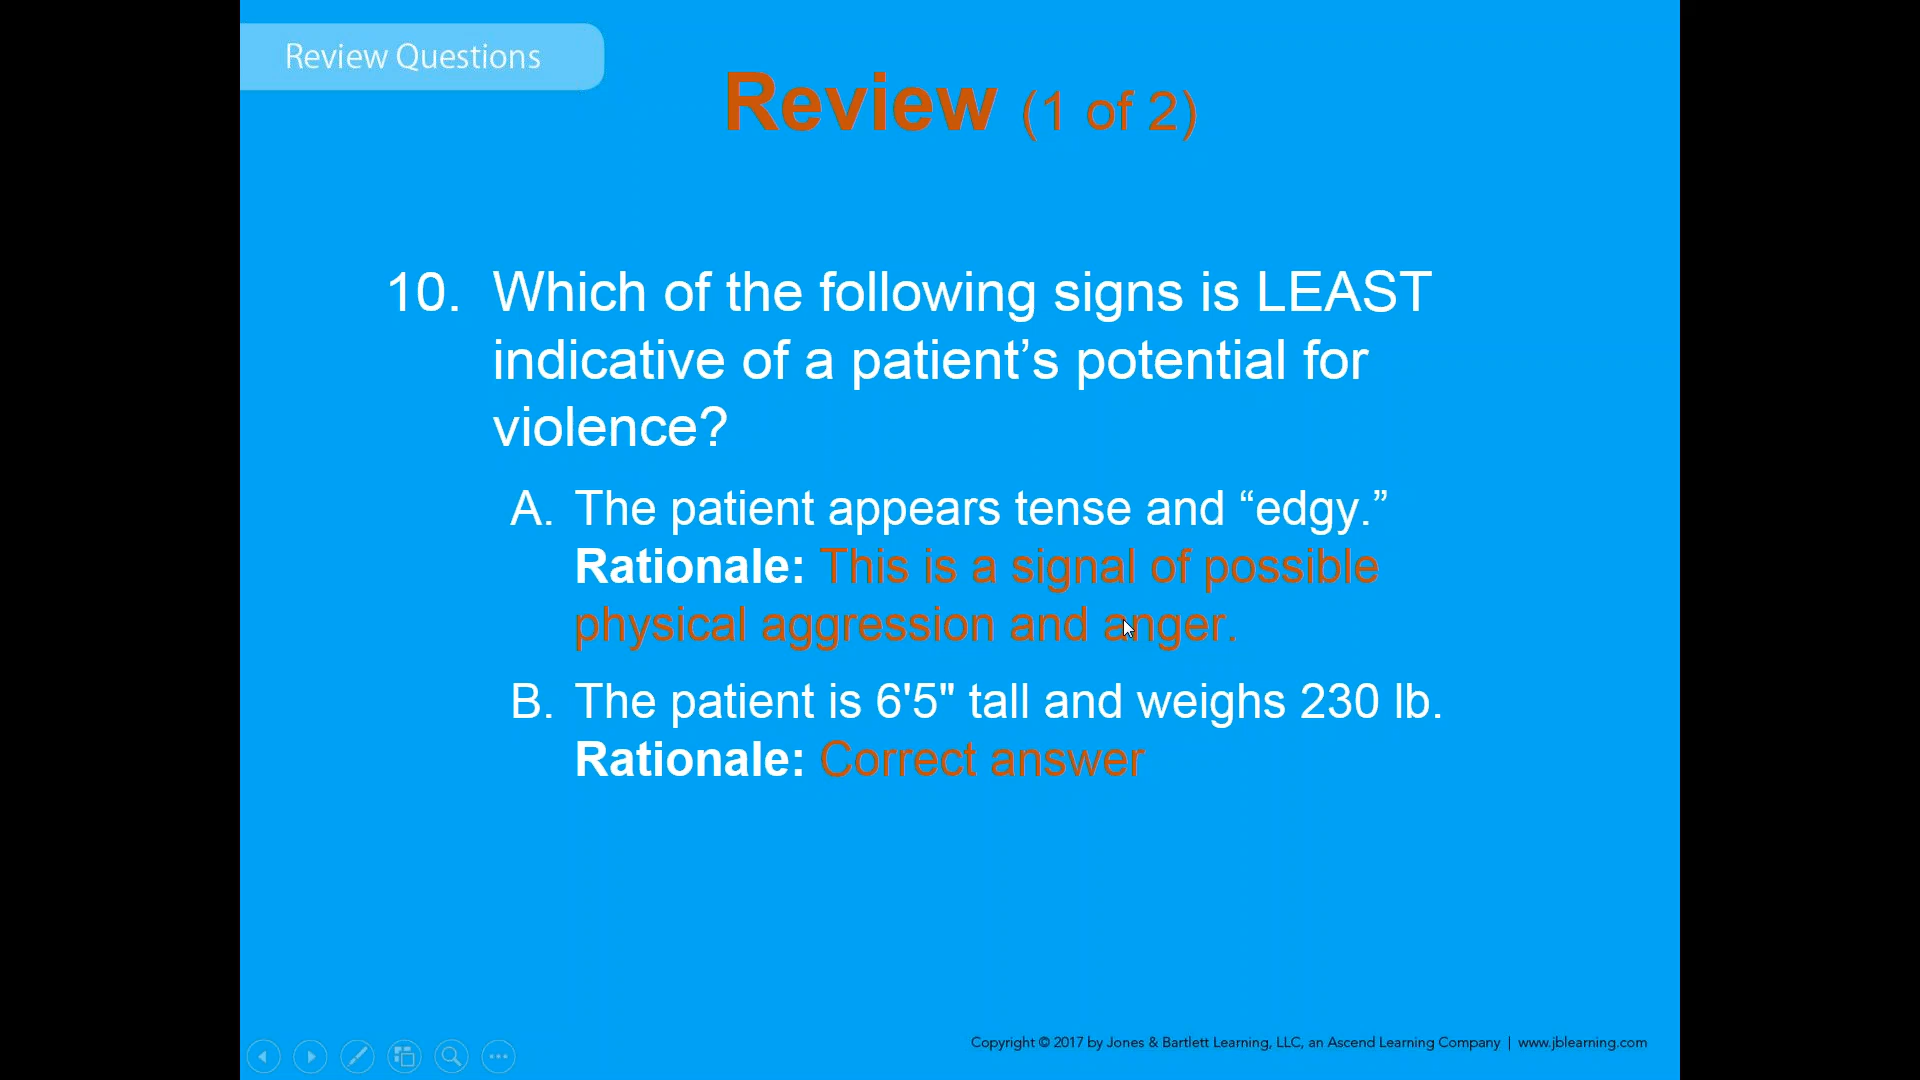 Review Questions
Review (1 of 2)
10. Which of the following signs is LEAST
indicative of a patient’s potential for
violence?
A. The patient appears tense and “edgy.”
Rationale: This is a signal of possible
physical aggression and anger.
B. The patient is 6'5" tall and weighs 230 lb.
Rationale: Correct answer
Copyright © 2017 by Jones & Bartlett Learning, LLC, an Ascend Learning Company | www.jblearning.com